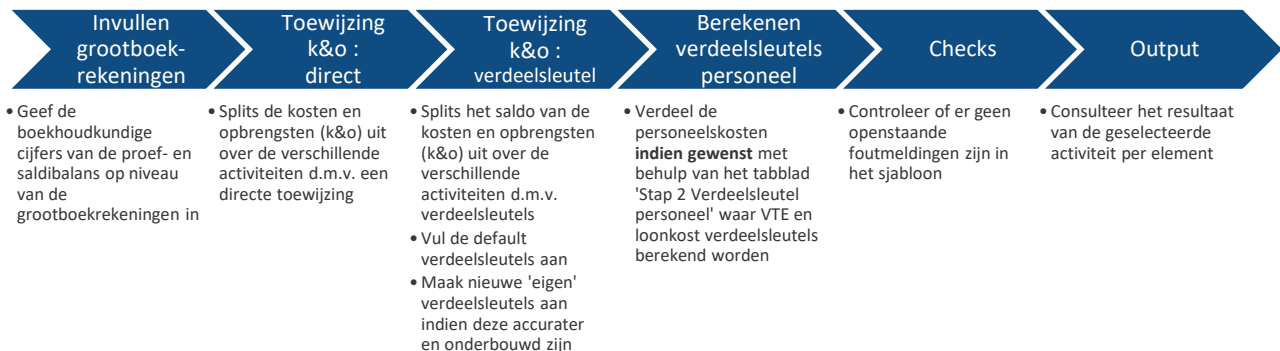 Invullen
grootboek-
rekeningen
Toewijzing
k&o :
direct
Toewijzing
k&o :
verdeelsleutel
Berekenen
verdeelsleutels
personeel
Checks
Output
• Geef de
boekhoudkundige
cijfers van de proef- en
saldibalans op niveau
van de
grootboekrekeningen in
• Splits de kosten en
opbrengsten (k&o) uit
over de verschillende
activiteiten d.m.v. een
directe toewijzing
• Splits het saldo van de
kosten en opbrengsten
(k&o) uit over de
verschillende
activiteiten d.m.v.
verdeelsleutels
• Vul de default
verdeelsleutels aan
• Maak nieuwe 'eigen'
verdeelsleutels aan
indien deze accurater
en onderbouwd zijn
• Verdeel de
personeelskosten
indien gewenst met
behulp van het tabblad
'Stap 2 Verdeelsleutel
personeel' waar VTE en
loonkost verdeelsleutels
berekend worden
• Controleer of er geen
openstaande
foutmeldingen zijn in
het sjabloon
• Consulteer het resultaat
van de geselecteerde
activiteit per element